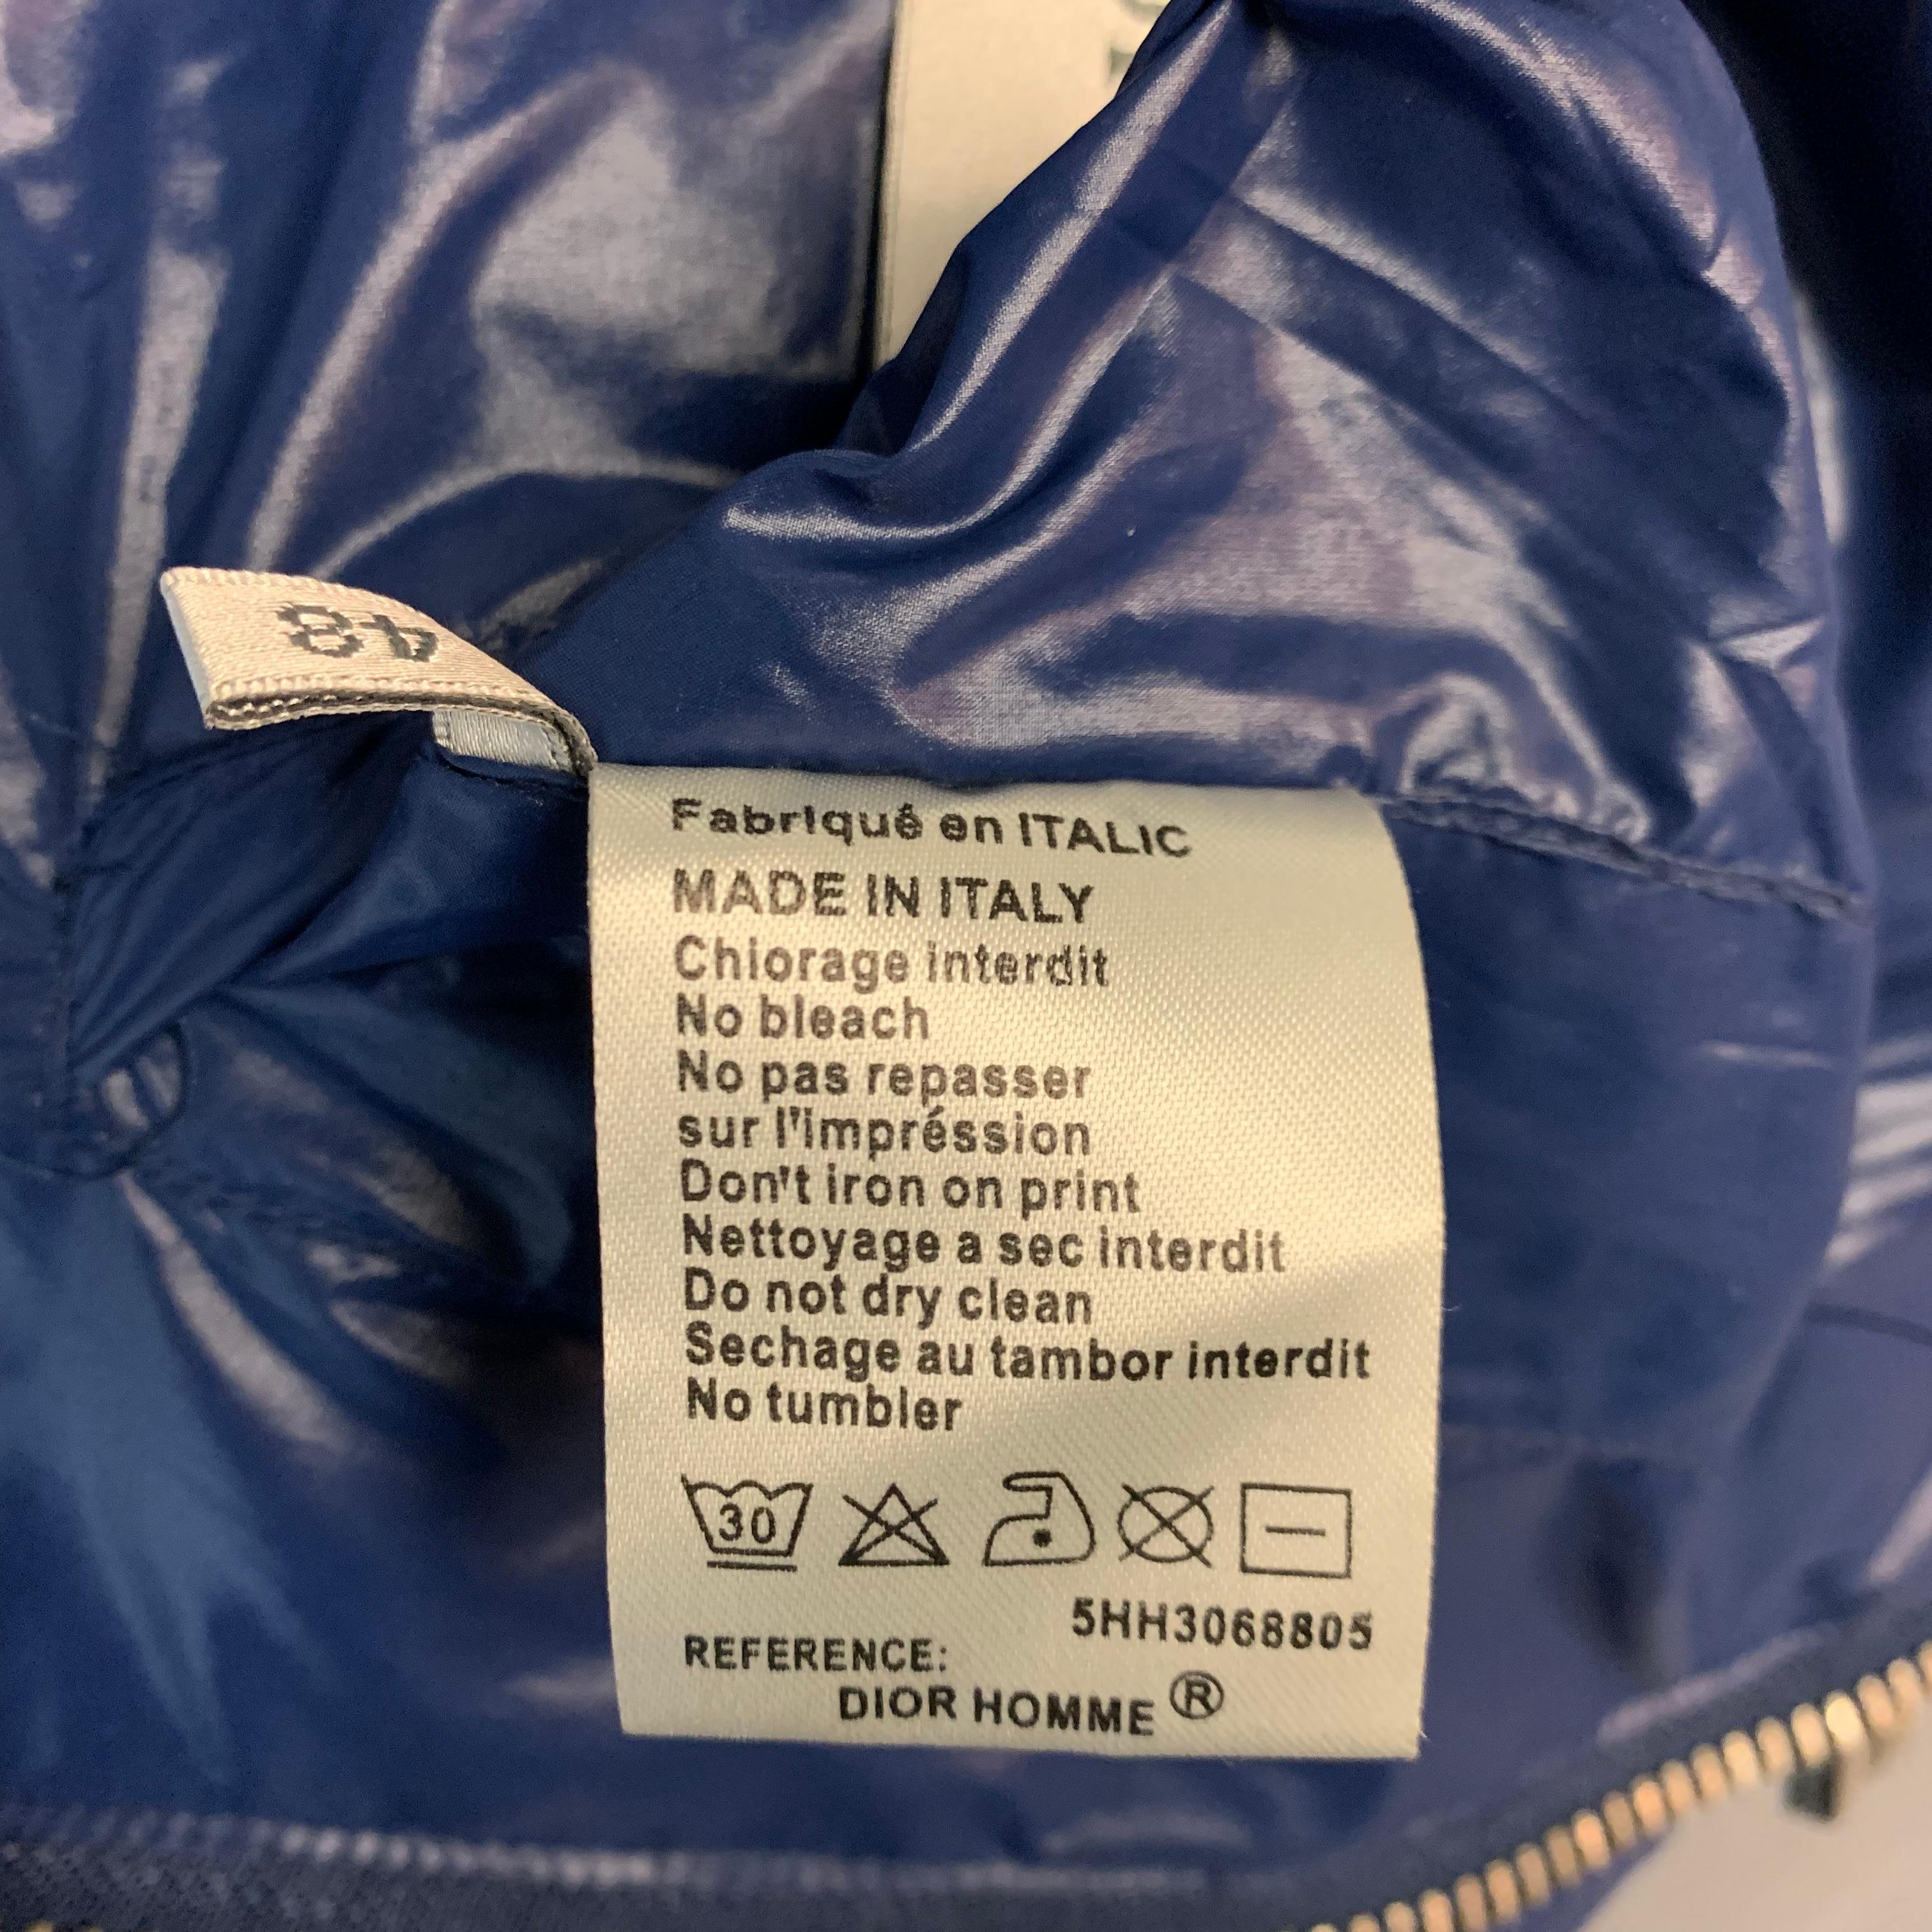 48
Fabriqué en ITALIC
MADE IN ITALY
Chiorage interdit
No bleach
No pas repasser
sur l'impréssion
Don't iron on print
Nettoyage a sec interdit
Do not dry clean
Sechage au tambor interdit
No tumbler
30
5HH3068805
REFERENCE:
DIOR HOMME ®